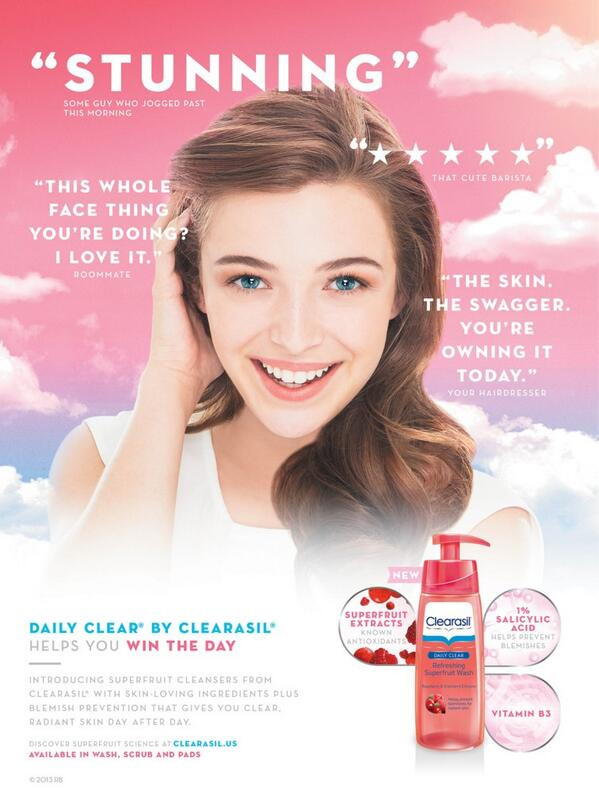 “STUNNING”
SOME GUY WHO JOGGED PAST
THIS MORNING
“★★★★★”
THAT CUTE BARISTA
“THIS WHOLE
FACE THING
YOU’RE DOING?
I LOVE IT.”
ROOMMATE
“THE SKIN.
THE SWAGGER.
YOU’RE
OWNING IT
TODAY.”
YOUR HAIRDRESSER
DAILY CLEAR® BY CLEARASIL®
HELPS YOU WIN THE DAY
INTRODUCING SUPERFRUIT CLEANSERS FROM
CLEARASIL® WITH SKIN-LOVING INGREDIENTS PLUS
BLEMISH PREVENTION THAT GIVES YOU CLEAR,
RADIANT SKIN DAY AFTER DAY.
DISCOVER SUPERFRUIT SCIENCE AT CLEARASIL.US
AVAILABLE IN WASH, SCRUB AND PADS
© 2013 RB
NEW
SUPERFRUIT
EXTRACTS
KNOWN
ANTIOXIDANTS
Clearasil
DAILY CLEAR
Refreshing
Superfruit Wash
1%
SALICYLIC
ACID
HELPS PREVENT
BLEMISHES
VITAMIN B3